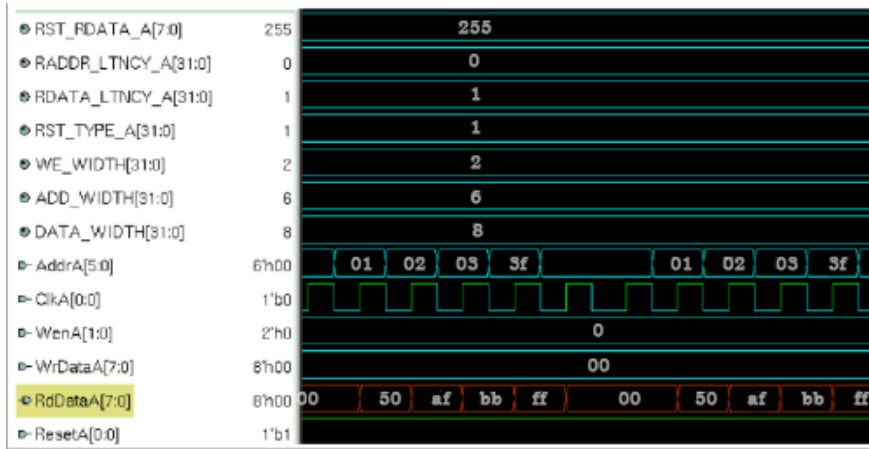 RST_RDATA_A[7:0] 255 255
RADDR_LTNCY_A[31:0] 0 0
RDATA_LTNCY_A[31:0] 1 1
RST_TYPE_A[31:0] 1 1
WE_WIDTH[31:0] 2 2
ADD_WIDTH[31:0] 6 6
DATA_WIDTH[31:0] 8 8
AddrA[5:0] 6'h00 01 02 03 3f 01 02 03 3f
ClkA[0:0] 1'b0
WenA[1:0] 2'h0 0
WrDataA[7:0] 8'h00 00
RdDataA[7:0] 8'h00 00 50 af bb ff 00 50 af bb ff
ResetA[0:0] 1'b1